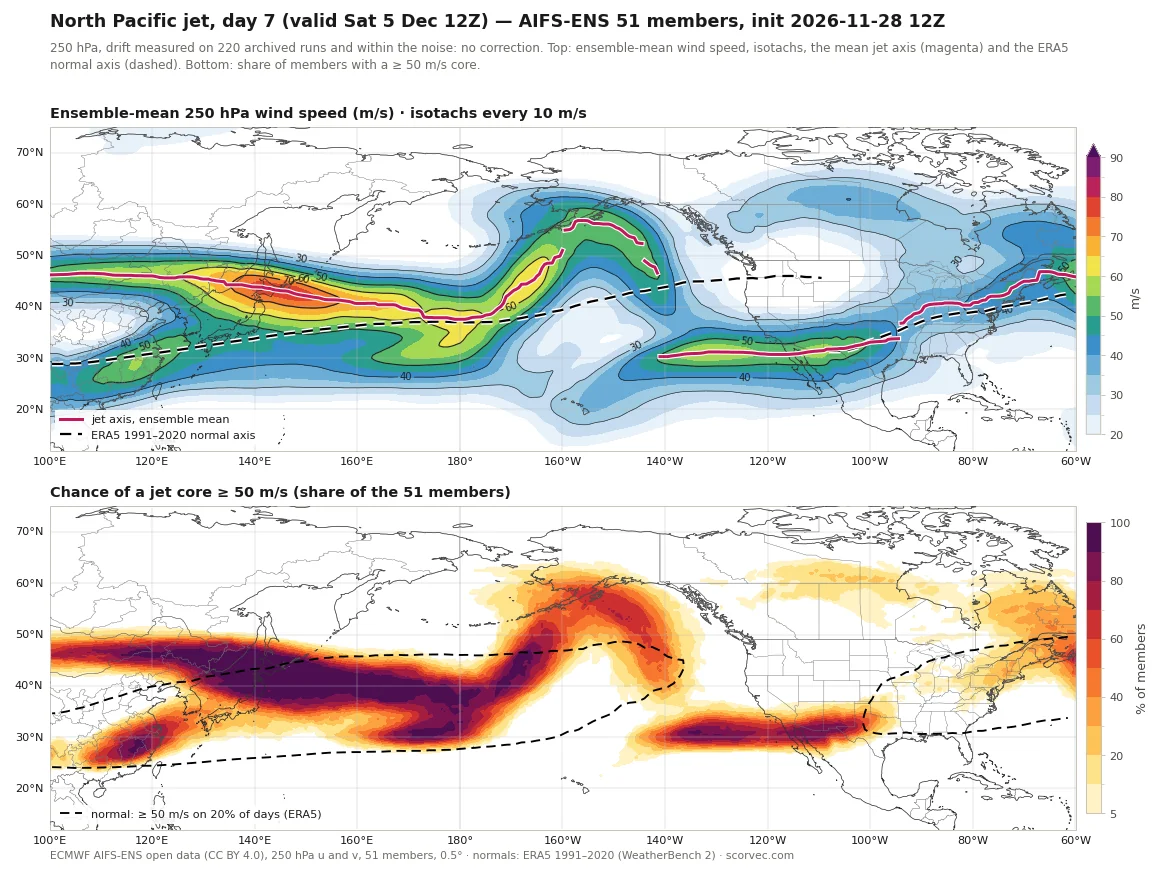 North Pacific jet, day 7 (valid Sat 5 Dec 12Z) — AIFS-ENS 51 members, init 2026-11-28 12Z
250 hPa, drift measured on 220 archived runs and within the noise: no correction. Top: ensemble-mean wind speed, isotachs, the mean jet axis (magenta) and the ERA5
normal axis (dashed). Bottom: share of members with a ≥ 50 m/s core.
Ensemble-mean 250 hPa wind speed (m/s) · isotachs every 10 m/s
70°N
60°N
50°N
40°N
30°N
20°N
30
30
40
50
70
60
50
40
60
30
50
40
30
jet axis, ensemble mean
ERA5 1991–2020 normal axis
100°E 120°E 140°E 160°E 180° 160°W 140°W 120°W 100°W 80°W 60°W
90
80
70
60
50
40
30
20
m/s
Chance of a jet core ≥ 50 m/s (share of the 51 members)
70°N
60°N
50°N
40°N
30°N
20°N
normal: ≥ 50 m/s on 20% of days (ERA5)
100°E 120°E 140°E 160°E 180° 160°W 140°W 120°W 100°W 80°W 60°W
100
80
60
40
20
5
% of members
ECMWF AIFS-ENS open data (CC BY 4.0), 250 hPa u and v, 51 members, 0.5° · normals: ERA5 1991–2020 (WeatherBench 2) · scorvec.com